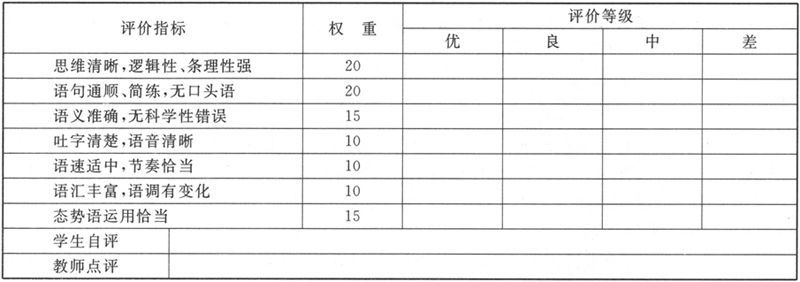 评价指标 权 重 评价等级
优 良 中 差
思维清晰,逻辑性、条理性强 20
语句通顺、简练,无口头语 20
语义准确,无科学性错误 15
吐字清楚,语音清晰 10
语速适中,节奏恰当 10
语汇丰富,语调有变化 10
态势语运用恰当 15
学生自评
教师点评